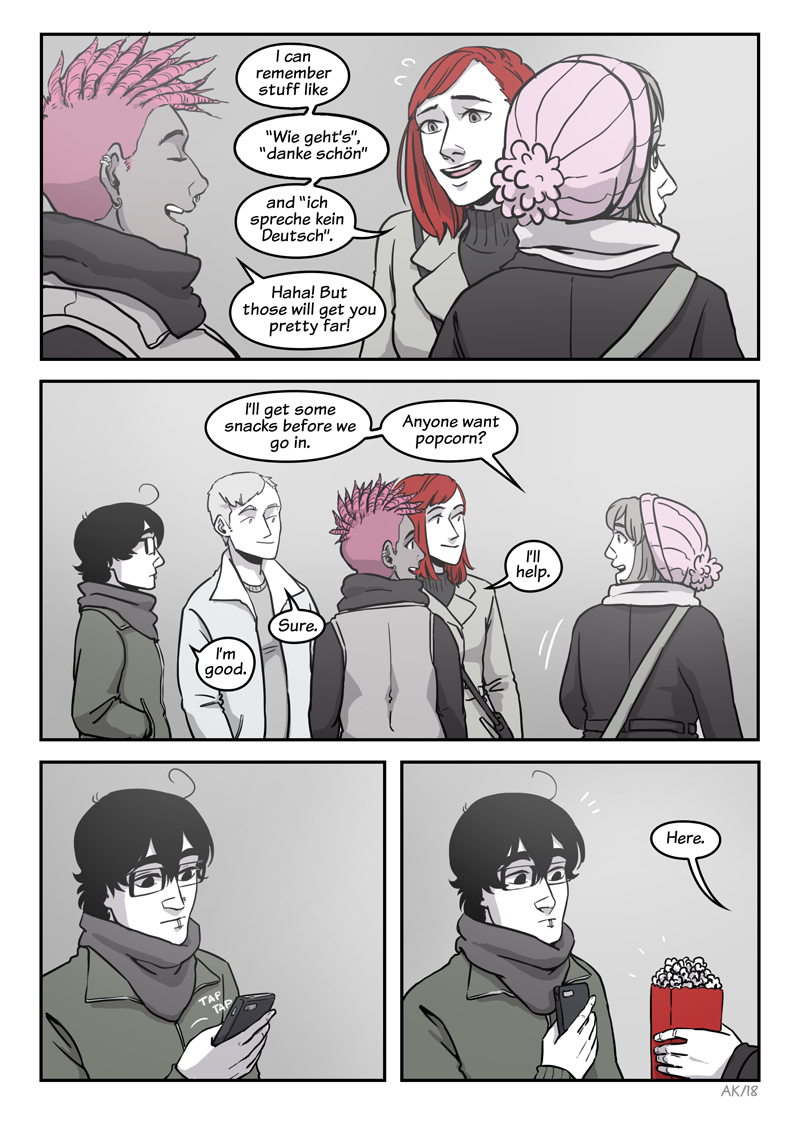 I can
remember
stuff like
"Wie geht's",
"danke schön"
and "ich
spreche kein
Deutsch".
Haha! But
those will get you
pretty far!
I'll get some
snacks before we
go in.
Anyone want
popcorn?
I'll
help.
Sure.
I'm
good.
TAP
TAP
Here.
AK/18